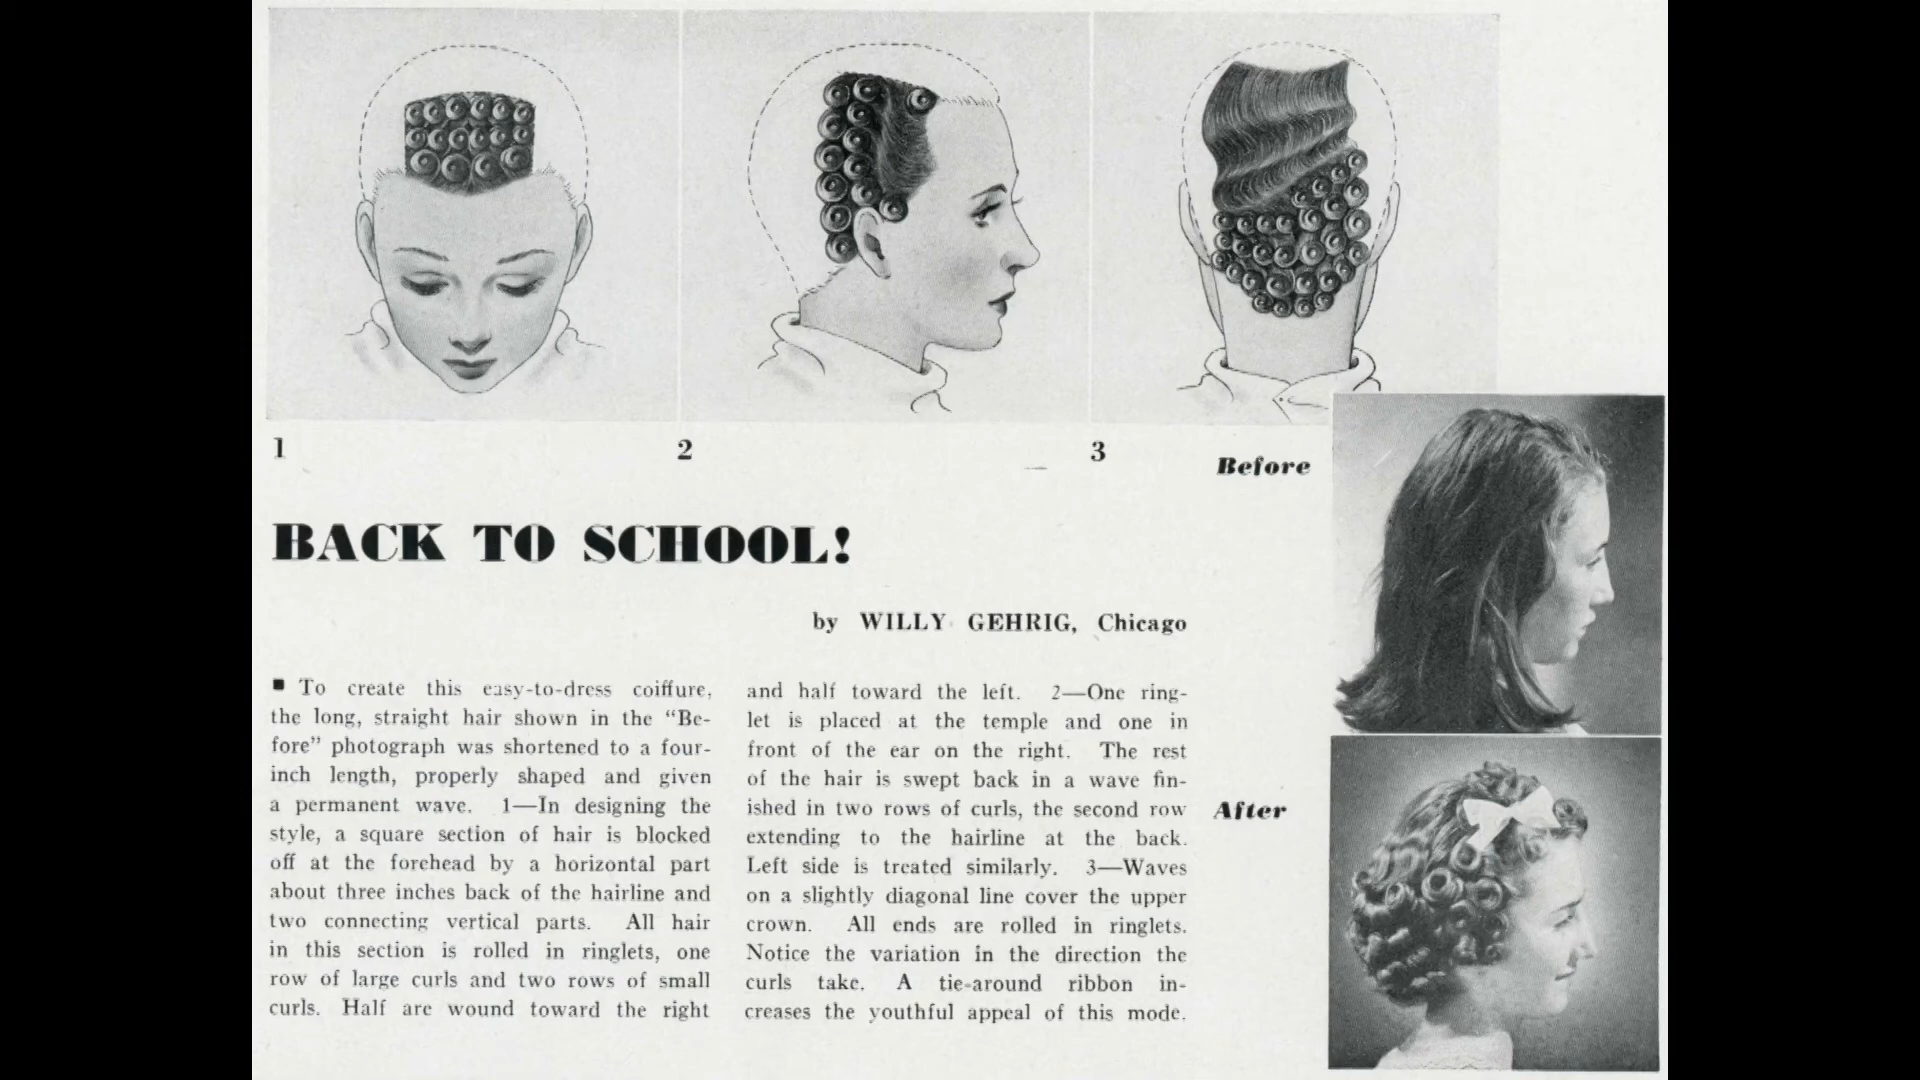 1
2
3
Before
BACK TO SCHOOL!
by WILLY GEHRIG, Chicago
■ To create this easy-to-dress coiffure,
the long, straight hair shown in the “Be-
fore” photograph was shortened to a four-
inch length, properly shaped and given
a permanent wave. 1—In designing the
style, a square section of hair is blocked
off at the forehead by a horizontal part
about three inches back of the hairline and
two connecting vertical parts. All hair
in this section is rolled in ringlets, one
row of large curls and two rows of small
curls. Half are wound toward the right
and half toward the left. 2—One ring-
let is placed at the temple and one in
front of the ear on the right. The rest
of the hair is swept back in a wave fin-
ished in two rows of curls, the second row
extending to the hairline at the back.
Left side is treated similarly. 3—Waves
on a slightly diagonal line cover the upper
crown. All ends are rolled in ringlets.
Notice the variation in the direction the
curls take. A tie-around ribbon in-
creases the youthful appeal of this mode.
After